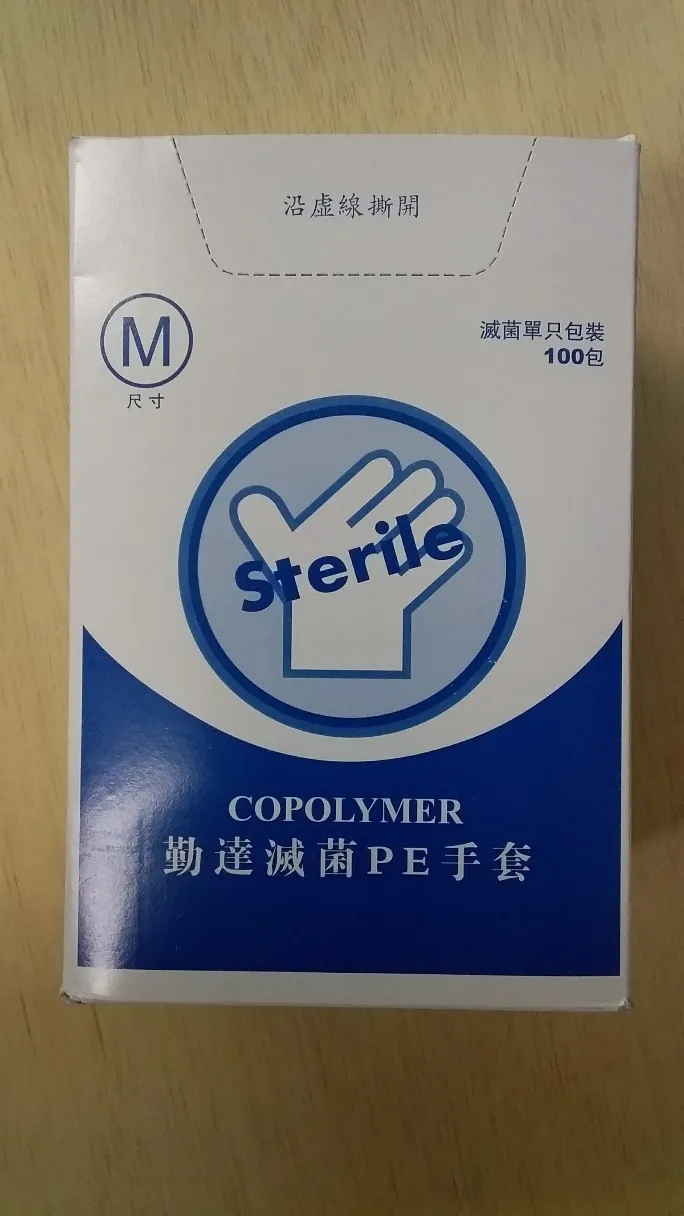 沿虛線撕開
M
尺寸
滅菌單只包裝
100包
Sterile
COPOLYMER
勤達滅菌PE手套